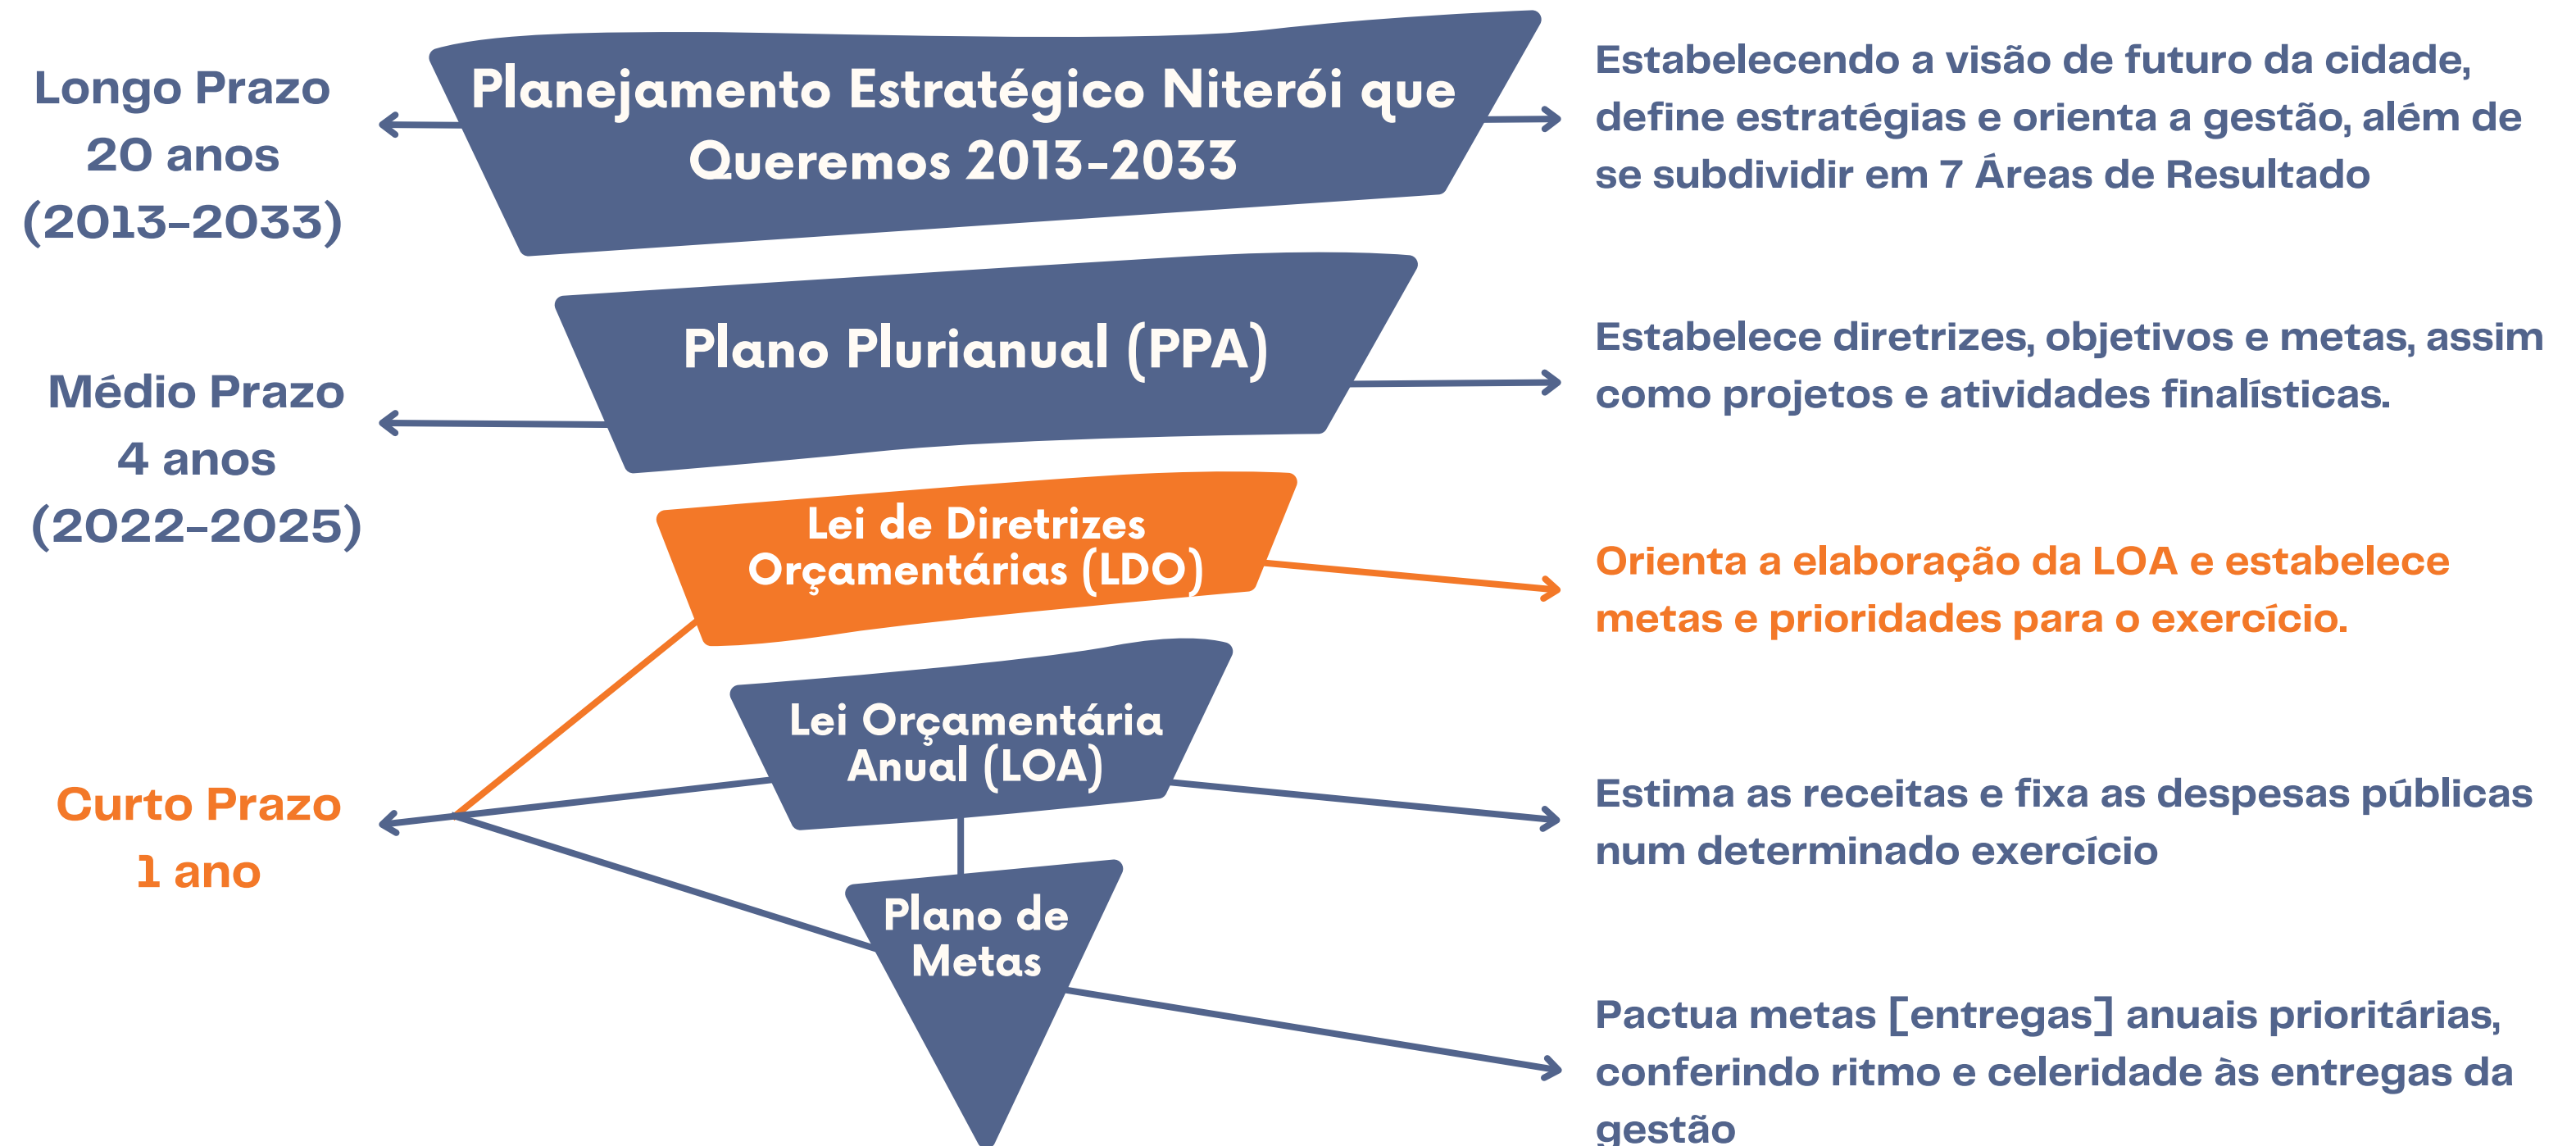 Longo Prazo
20 anos
(2013-2033)
Planejamento Estratégico Niterói que
Queremos 2013-2033
Estabelecendo a visão de futuro da cidade,
define estratégias e orienta a gestão, além de
se subdividir em 7 Áreas de Resultado
Médio Prazo
4 anos
(2022-2025)
Plano Plurianual (PPA)
Estabelece diretrizes, objetivos e metas, assim
como projetos e atividades finalísticas.
Lei de Diretrizes
Orçamentárias (LDO)
Orienta a elaboração da LOA e estabelece
metas e prioridades para o exercício.
Curto Prazo
1 ano
Lei Orçamentária
Anual (LOA)
Estima as receitas e fixa as despesas públicas
num determinado exercício
Plano de
Metas
Pactua metas [entregas] anuais prioritárias,
conferindo ritmo e celeridade às entregas da
gestão